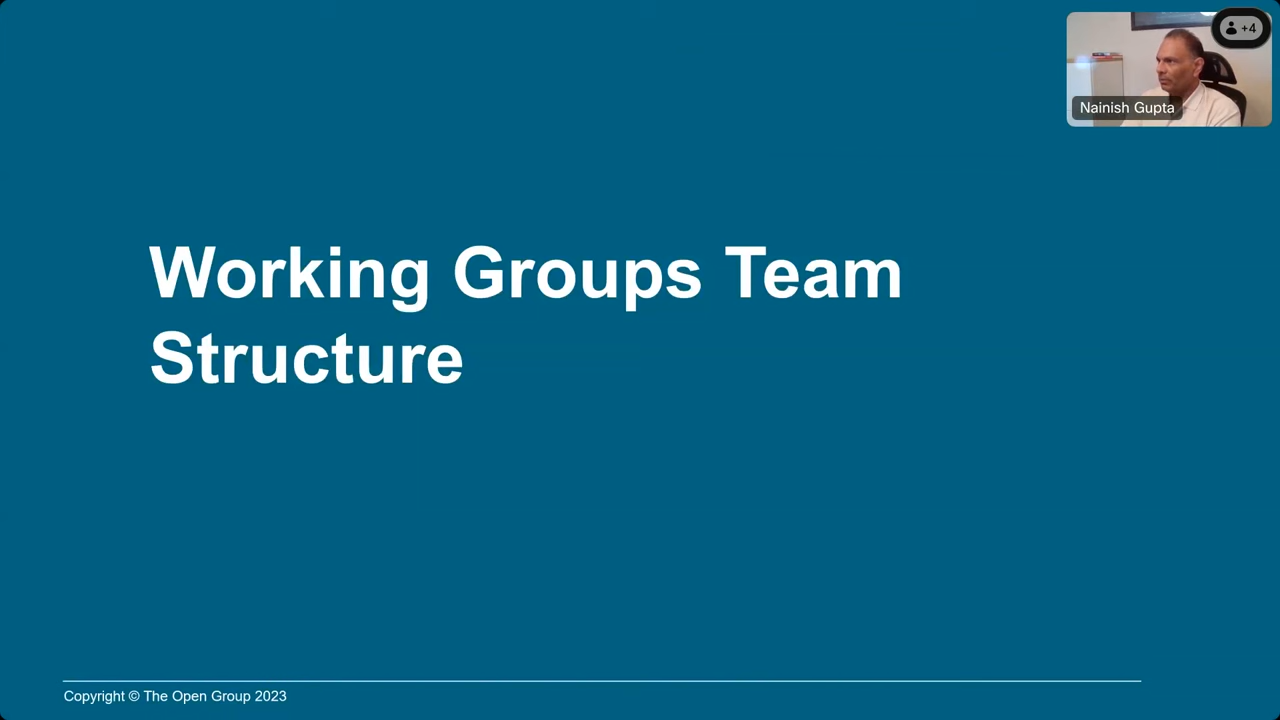 +4
Nainish Gupta
Working Groups Team
Structure
Copyright © The Open Group 2023